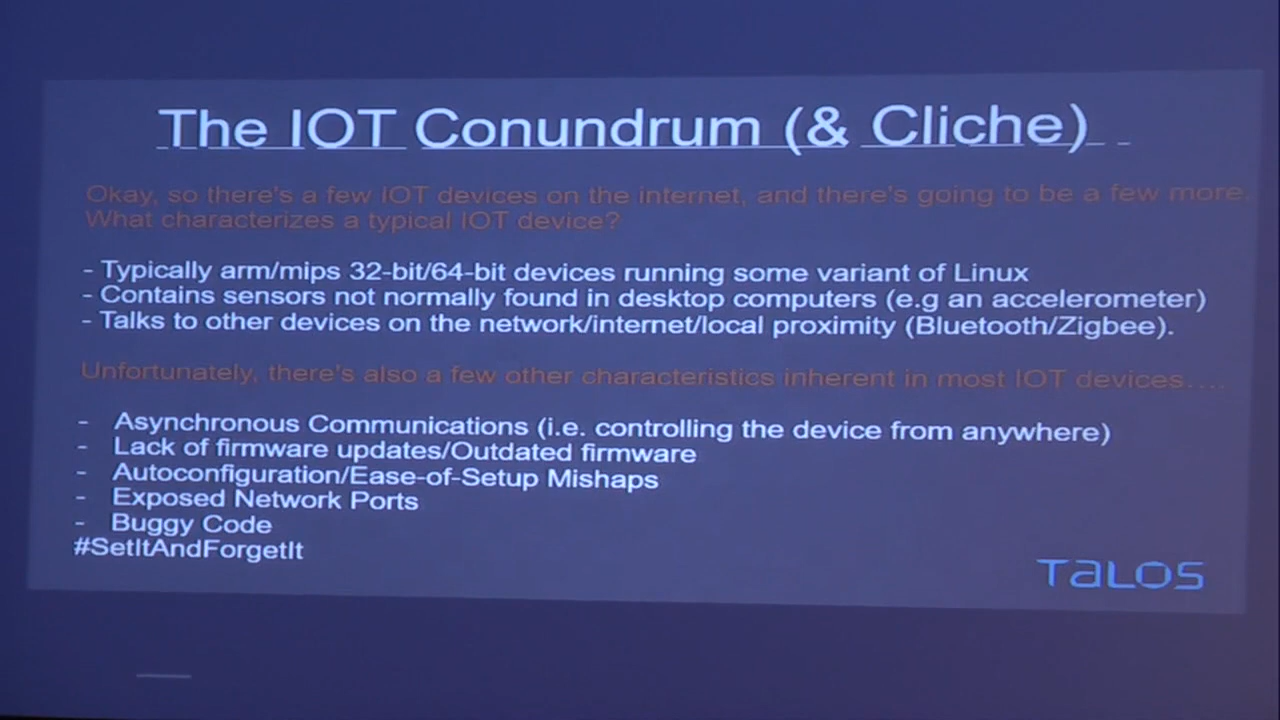 The IOT Conundrum (& Cliche)
Okay, so there's a few IOT devices on the internet, and there's going to be a few more.
What characterizes a typical IOT device?
- Typically arm/mips 32-bit/64-bit devices running some variant of Linux
- Contains sensors not normally found in desktop computers (e.g an accelerometer)
- Talks to other devices on the network/internet/local proximity (Bluetooth/Zigbee).
Unfortunately, there's also a few other characteristics inherent in most IOT devices….
- Asynchronous Communications (i.e. controlling the device from anywhere)
- Lack of firmware updates/Outdated firmware
- Autoconfiguration/Ease-of-Setup Mishaps
- Exposed Network Ports
- Buggy Code
#SetItAndForgetIt
TALOS